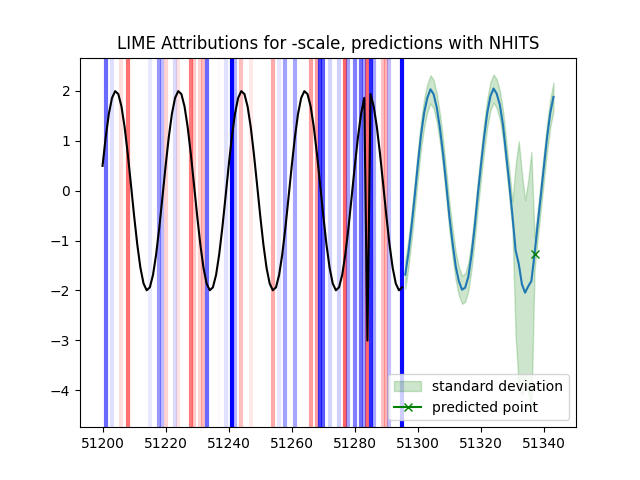 LIME Attributions for -scale, predictions with NHITS
2
1
0
−1
−2
−3
−4
standard deviation
predicted point
51200 51220 51240 51260 51280 51300 51320 51340